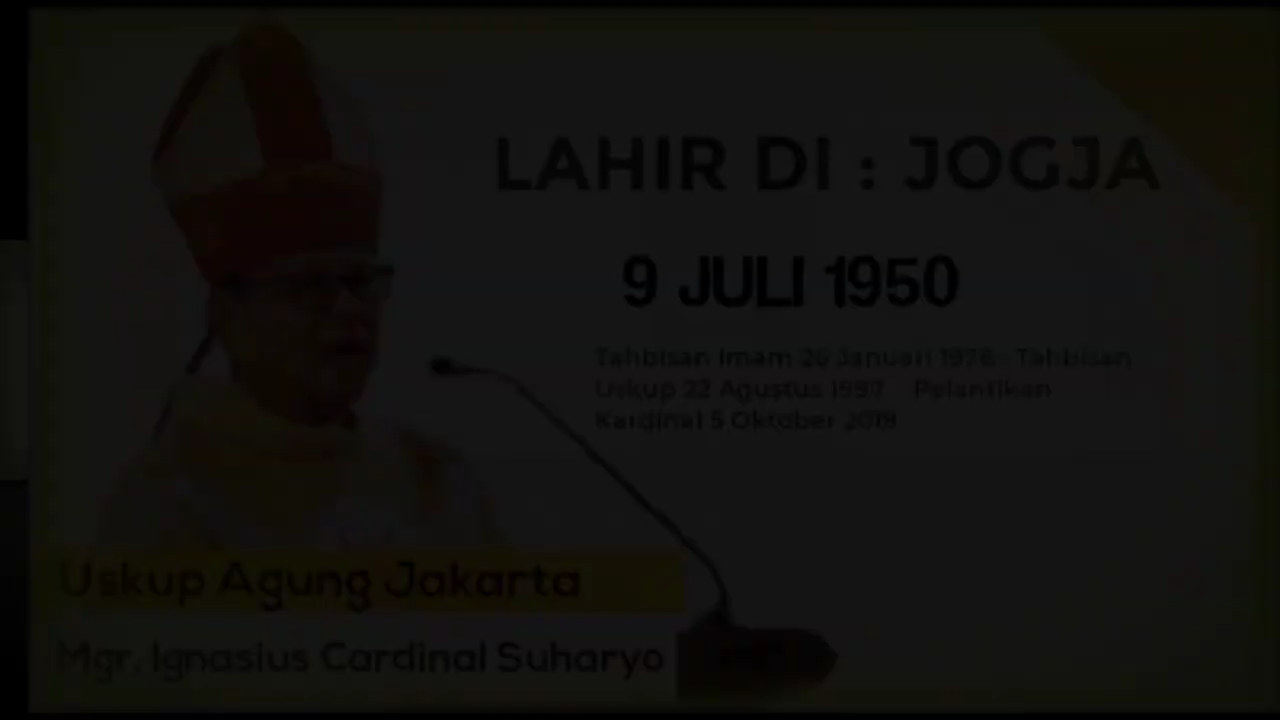 LAHIR DI : JOGJA
9 JULI 1950
Tahbisan Imam 26 Januari 1976 - Tahbisan
Uskup 22 Agustus 1997    Pelantikan
Kardinal 5 Oktober 2019
Uskup Agung Jakarta
Mgr. Ignasius Cardinal Suharyo